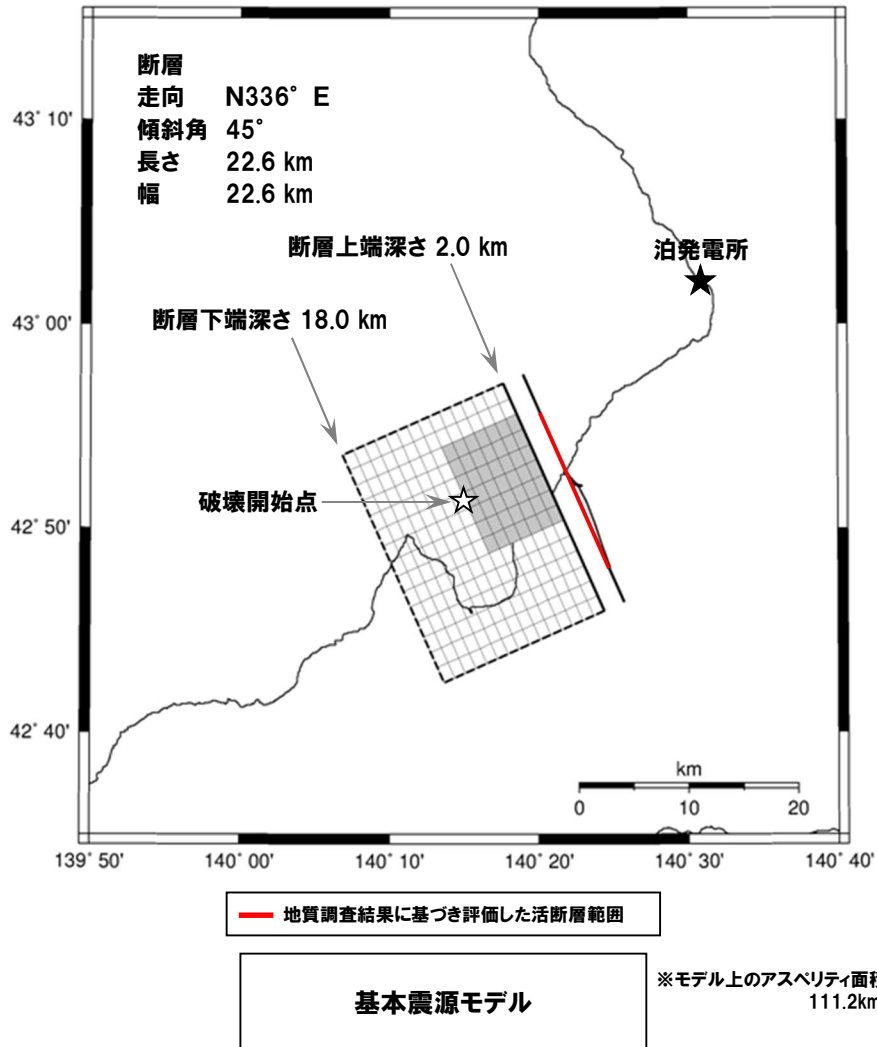 断層
走向 N336° E
傾斜角 45°
長さ 22.6 km
幅 22.6 km
43° 10'
断層上端深さ 2.0 km
泊発電所
43° 00'
断層下端深さ 18.0 km
破壊開始点
42° 50'
42° 40'
km
0 10 20
139° 50' 140° 00' 140° 10' 140° 20' 140° 30' 140° 40'
地質調査結果に基づき評価した活断層範囲
基本震源モデル
※モデル上のアスペリティ面積
111.2km